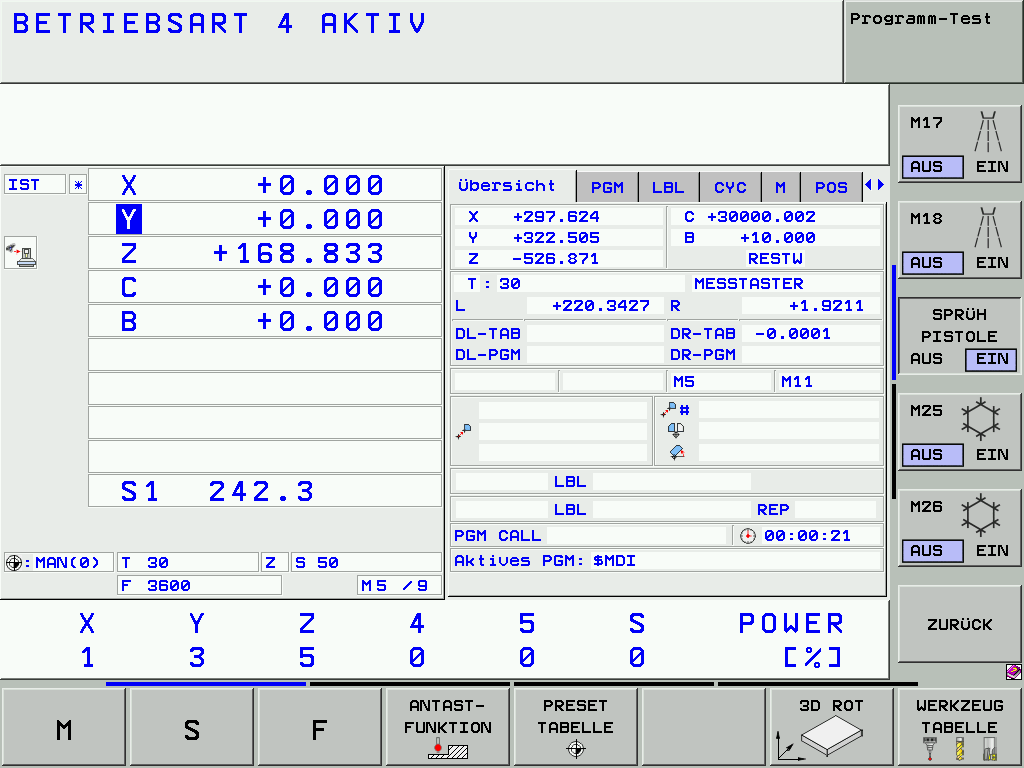 BETRIEBSART 4 AKTIV
Programm-Test
IST *
X +0.000
Y +0.000
Z +168.833
C +0.000
B +0.000
S1 242.3
:MAN(0) T 30 Z S 50
F 3600 M5 /9
Übersicht PGM LBL CYC M POS
X +297.624 C +30000.002
Y +322.505 B +10.000
Z -526.871 RESTW
T : 30 MESSTASTER
L +220.3427 R +1.9211
DL-TAB DR-TAB -0.0001
DL-PGM DR-PGM
M5 M11
#
LBL
LBL REP
PGM CALL 00:00:21
Aktives PGM: $MDI
X Y Z 4 5 S POWER
1 3 5 0 0 0 [%]
M17
AUS EIN
M18
AUS EIN
SPRÜH
PISTOLE
AUS EIN
M25
AUS EIN
M26
AUS EIN
ZURÜCK
M
S
F
ANTAST-
FUNKTION
PRESET
TABELLE
3D ROT
WERKZEUG
TABELLE